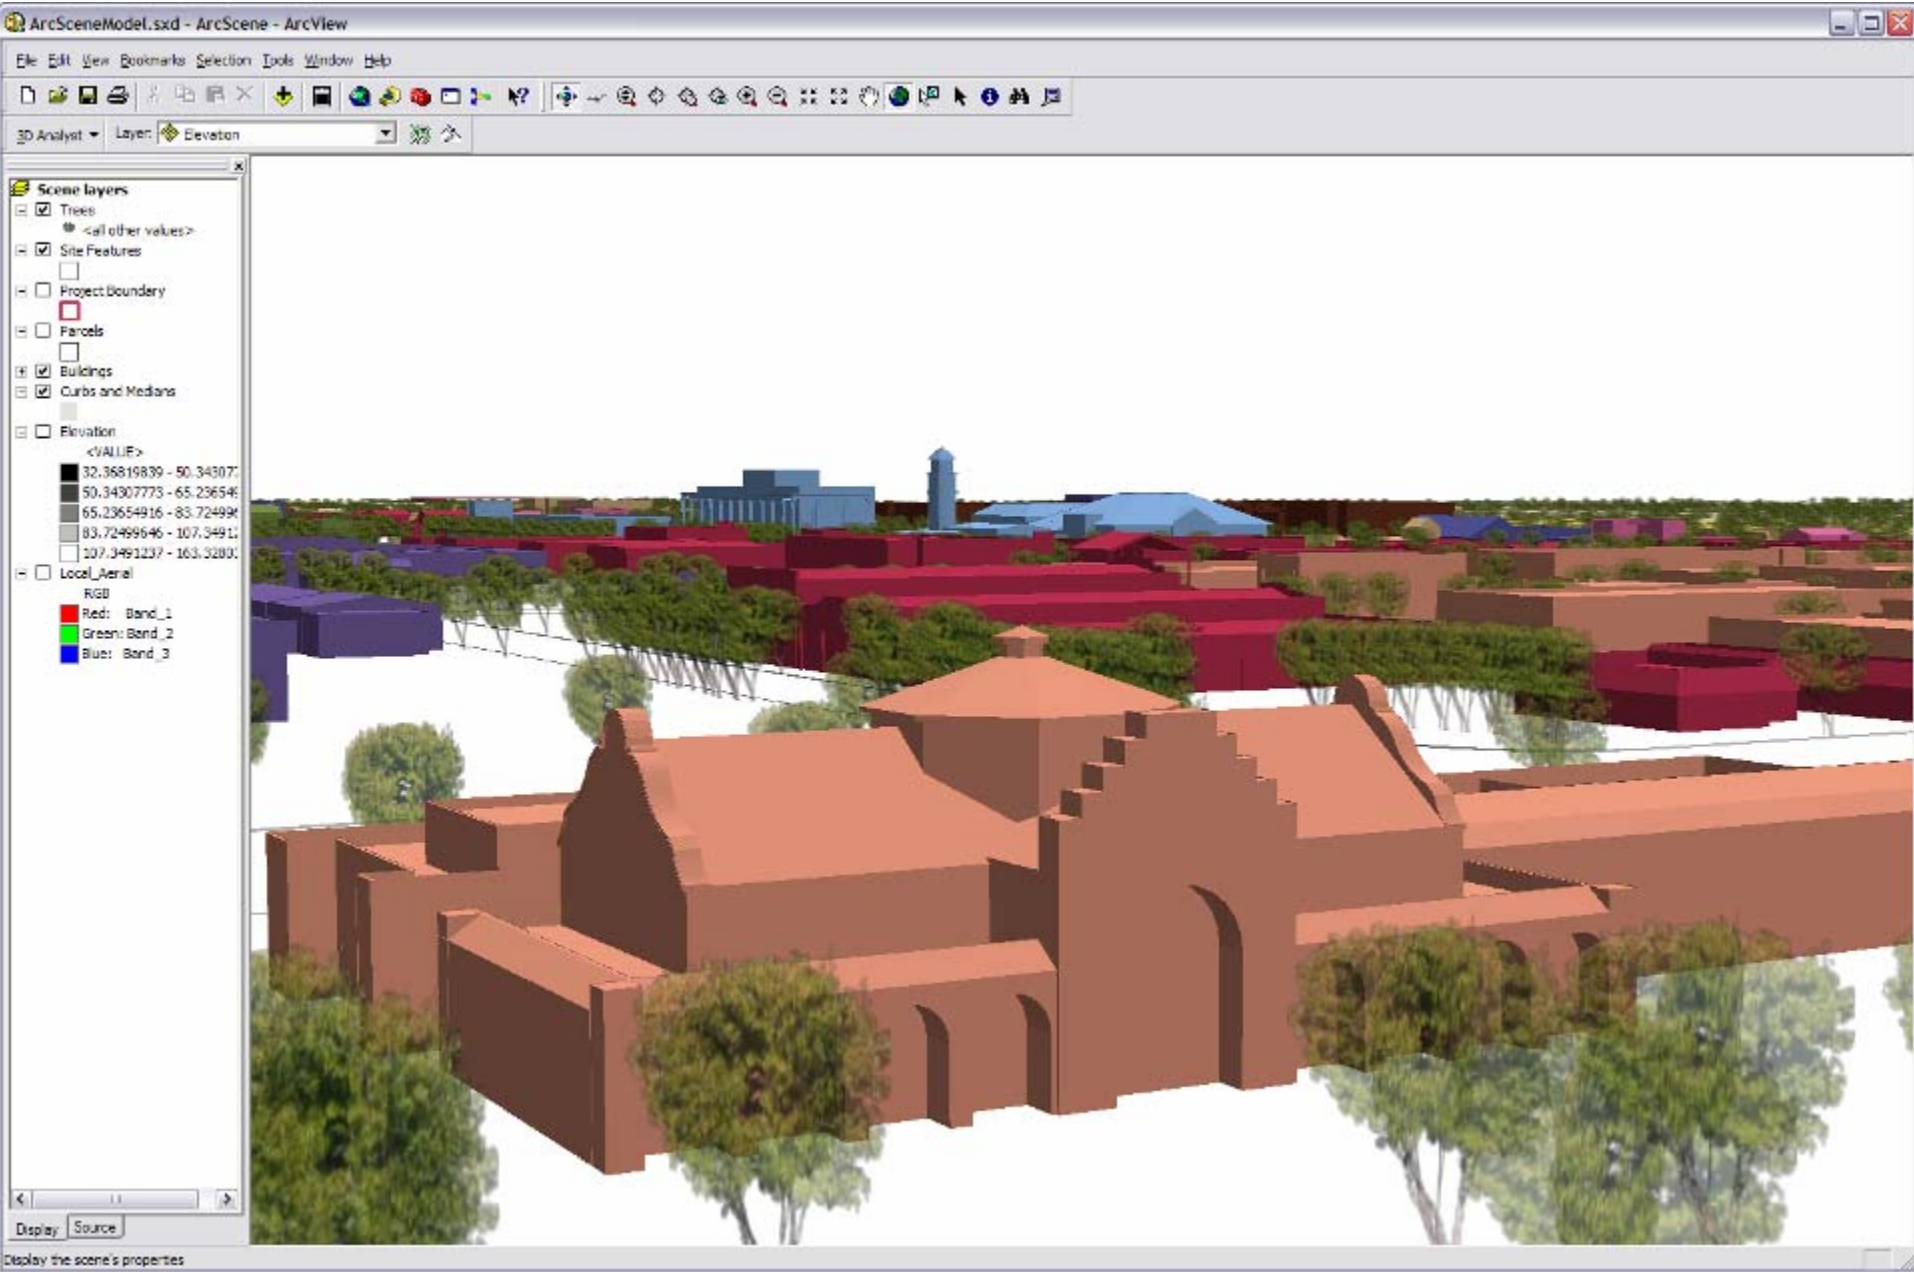 ArcSceneModel.sxd - ArcScene - ArcView
File Edit View Bookmarks Selection Tools Window Help
3D Analyst Layer: Elevation
Scene layers
Trees
<all other values>
Site Features
Project Boundary
Parcels
Buildings
Curbs and Medians
Elevation
<VALUE>
32.36819839 - 50.34307
50.34307773 - 65.23654
65.23654916 - 83.72499
83.72499646 - 107.3491
107.3491237 - 163.3280
Local_Aerial
RGB
Red: Band_1
Green: Band_2
Blue: Band_3
Display Source
Display the scene's properties